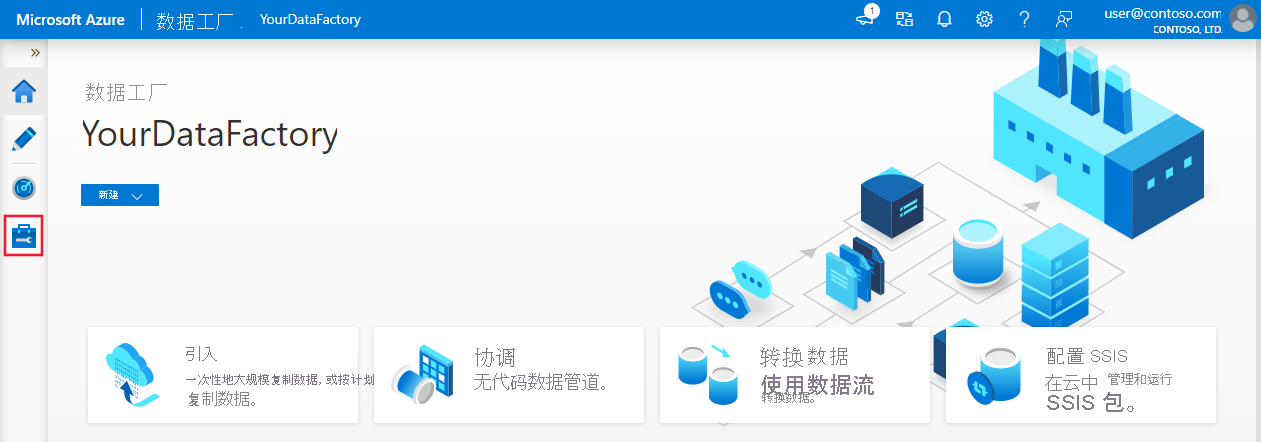 Microsoft Azure 数据工厂 YourDataFactory 1 user@contoso.com
CONTOSO, LTD.
»
数据工厂
YourDataFactory
新建
引入
一次性地大规模复制数据, 或按计划
复制数据。
协调
无代码数据管道。
转换数据
使用数据流
转换数据。
配置 SSIS
在云中 管理和运行
SSIS 包。